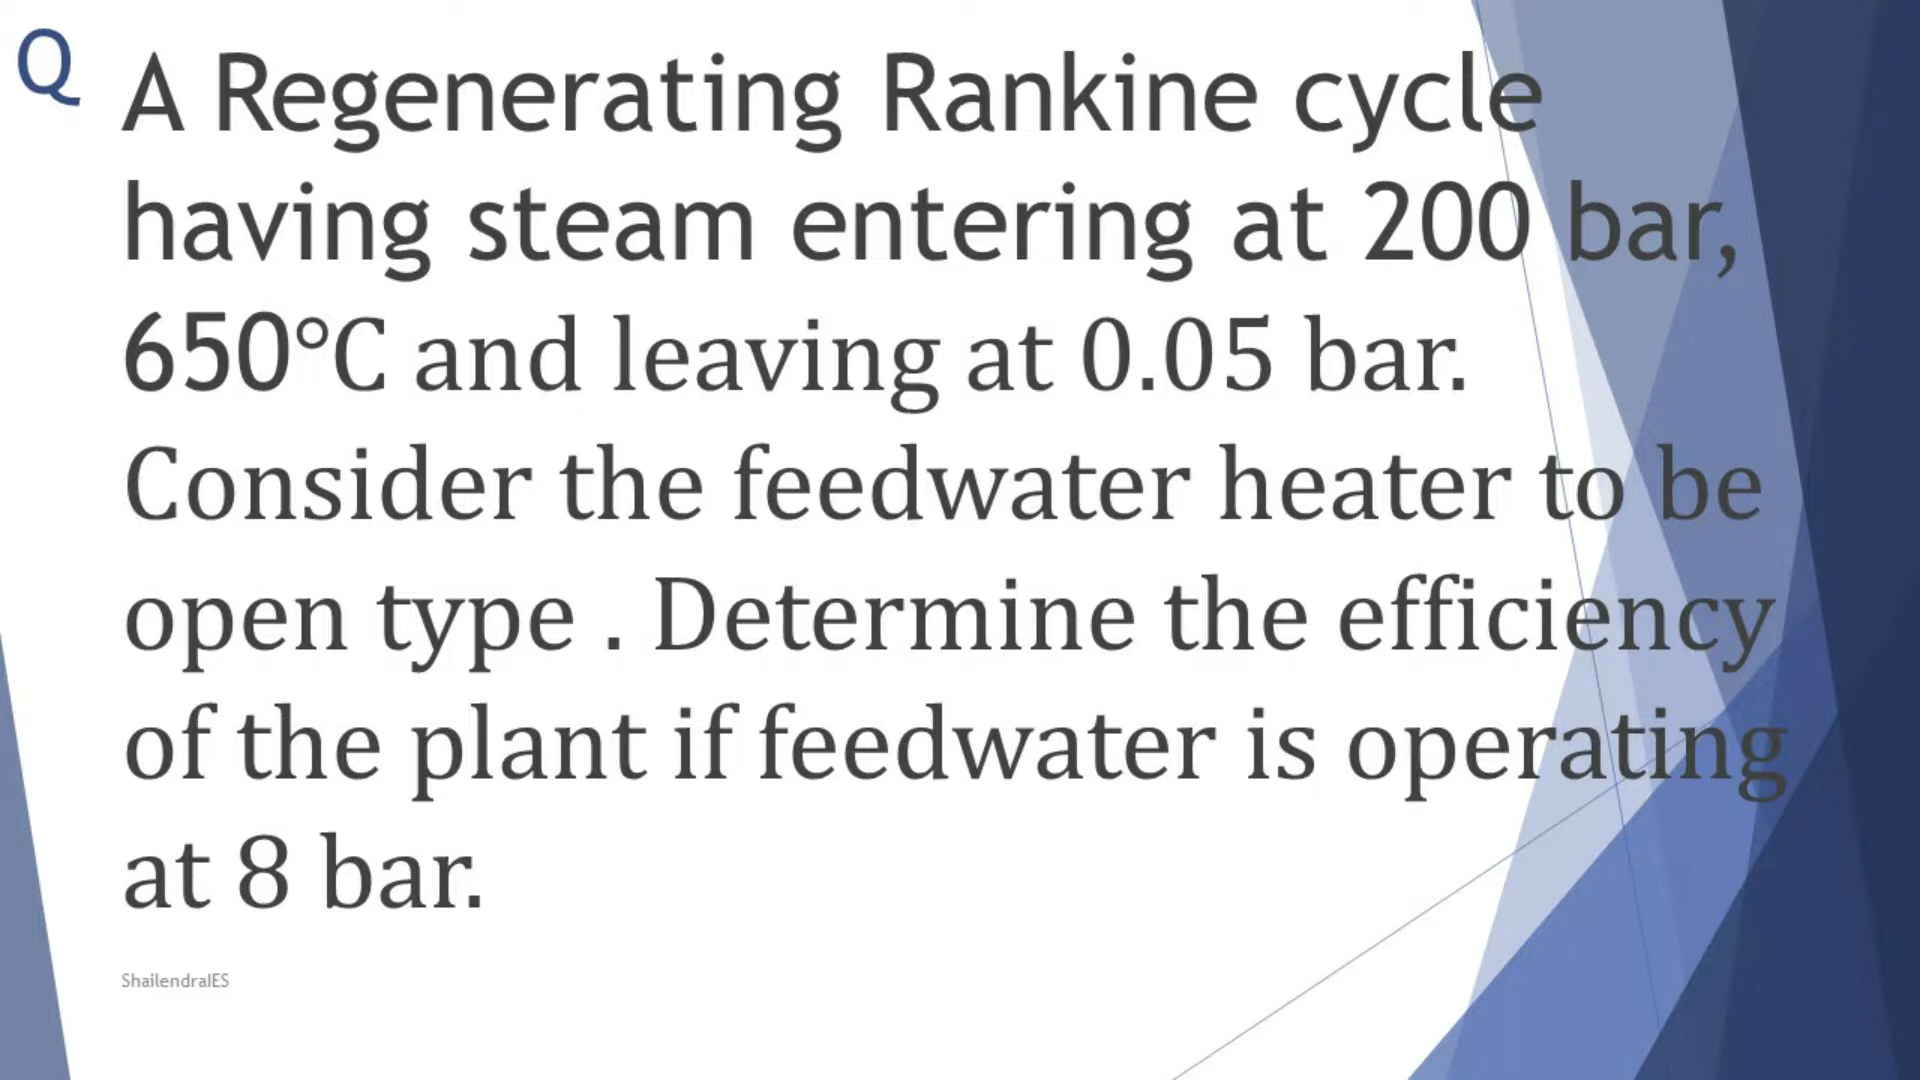 Q
A Regenerating Rankine cycle
having steam entering at 200 bar,
650°C and leaving at 0.05 bar.
Consider the feedwater heater to be
open type . Determine the efficiency
of the plant if feedwater is operating
at 8 bar.
ShailendraIES